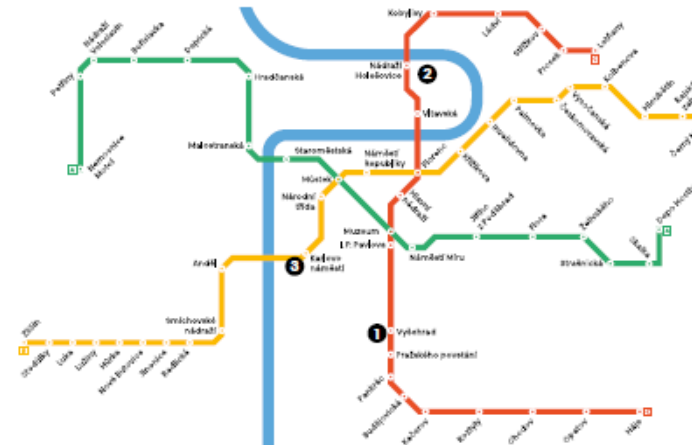 Kobylisy
Ládví
Střížkov
Prosek
Letňany
Nádraží
Holešovice
2
Vltavská
Nádraží
Veleslavín
Bořislavka
Dejvická
Petřiny
Hradčanská
Nemocnice
Motol
Malostranská
Staroměstská
Můstek
Náměstí
Republiky
Florenc
Křižíkova
Invalidovna
Palmovka
Českomoravská
Vysočanská
Kolbenova
Hloubětín
Hlavní
nádraží
Národní
třída
Muzeum
I.P. Pavlova
Náměstí Míru
Jiřího
z Poděbrad
Flora
Želivského
Strašnická
Skalka
Karlovo
náměstí
3
Anděl
Smíchovské
nádraží
Zličín
Stodůlky
Luka
Lužiny
Hůrka
Nové Butovice
Jinonice
Radlická
1
Vyšehrad
Pražského povstání
Pankrác
Budějovická
Kačerov
Roztyly
Chodov
Opatov
Háje